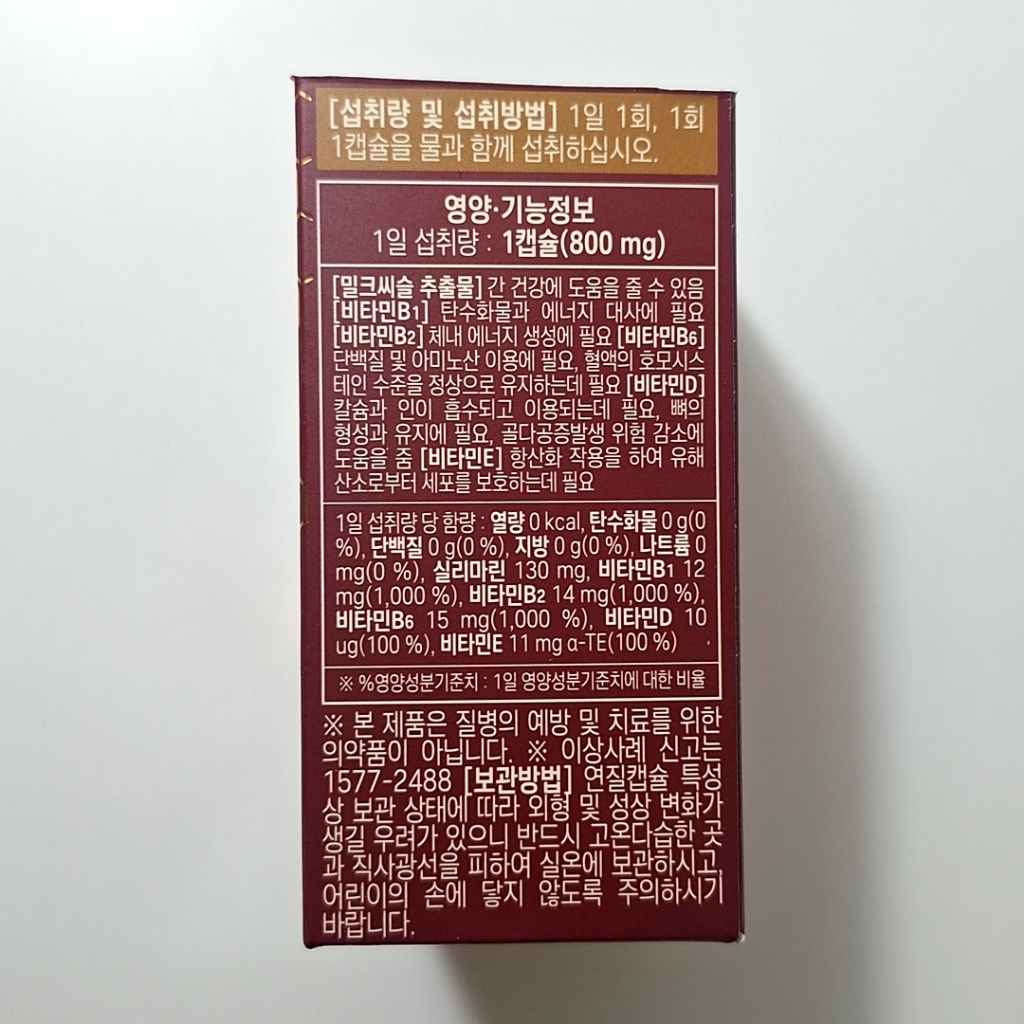 [섭취량 및 섭취방법] 1일 1회, 1회
1캡슐을 물과 함께 섭취하십시오.
영양·기능정보
1일 섭취량 : 1캡슐(800 mg)
[밀크씨슬 추출물] 간 건강에 도움을 줄 수 있음
[비타민B1] 탄수화물과 에너지 대사에 필요
[비타민B2] 체내 에너지 생성에 필요 [비타민B6]
단백질 및 아미노산 이용에 필요, 혈액의 호모시스
테인 수준을 정상으로 유지하는데 필요 [비타민D]
칼슘과 인이 흡수되고 이용되는데 필요, 뼈의
형성과 유지에 필요, 골다공증발생 위험 감소에
도움을 줌 [비타민E] 항산화 작용을 하여 유해
산소로부터 세포를 보호하는데 필요
1일 섭취량 당 함량 : 열량 0 kcal, 탄수화물 0 g(0
%), 단백질 0 g(0 %), 지방 0 g(0 %), 나트륨 0
mg(0 %), 실리마린 130 mg, 비타민B1 12
mg(1,000 %), 비타민B2 14 mg(1,000 %),
비타민B6 15 mg(1,000 %), 비타민D 10
ug(100 %), 비타민E 11 mg α-TE(100 %)
※ %영양성분기준치 : 1일 영양성분기준치에 대한 비율
※ 본 제품은 질병의 예방 및 치료를 위한
의약품이 아닙니다. ※ 이상사례 신고는
1577-2488 [보관방법] 연질캡슐 특성
상 보관 상태에 따라 외형 및 성상 변화가
생길 우려가 있으니 반드시 고온다습한 곳
과 직사광선을 피하여 실온에 보관하시고,
어린이의 손에 닿지 않도록 주의하시기
바랍니다.